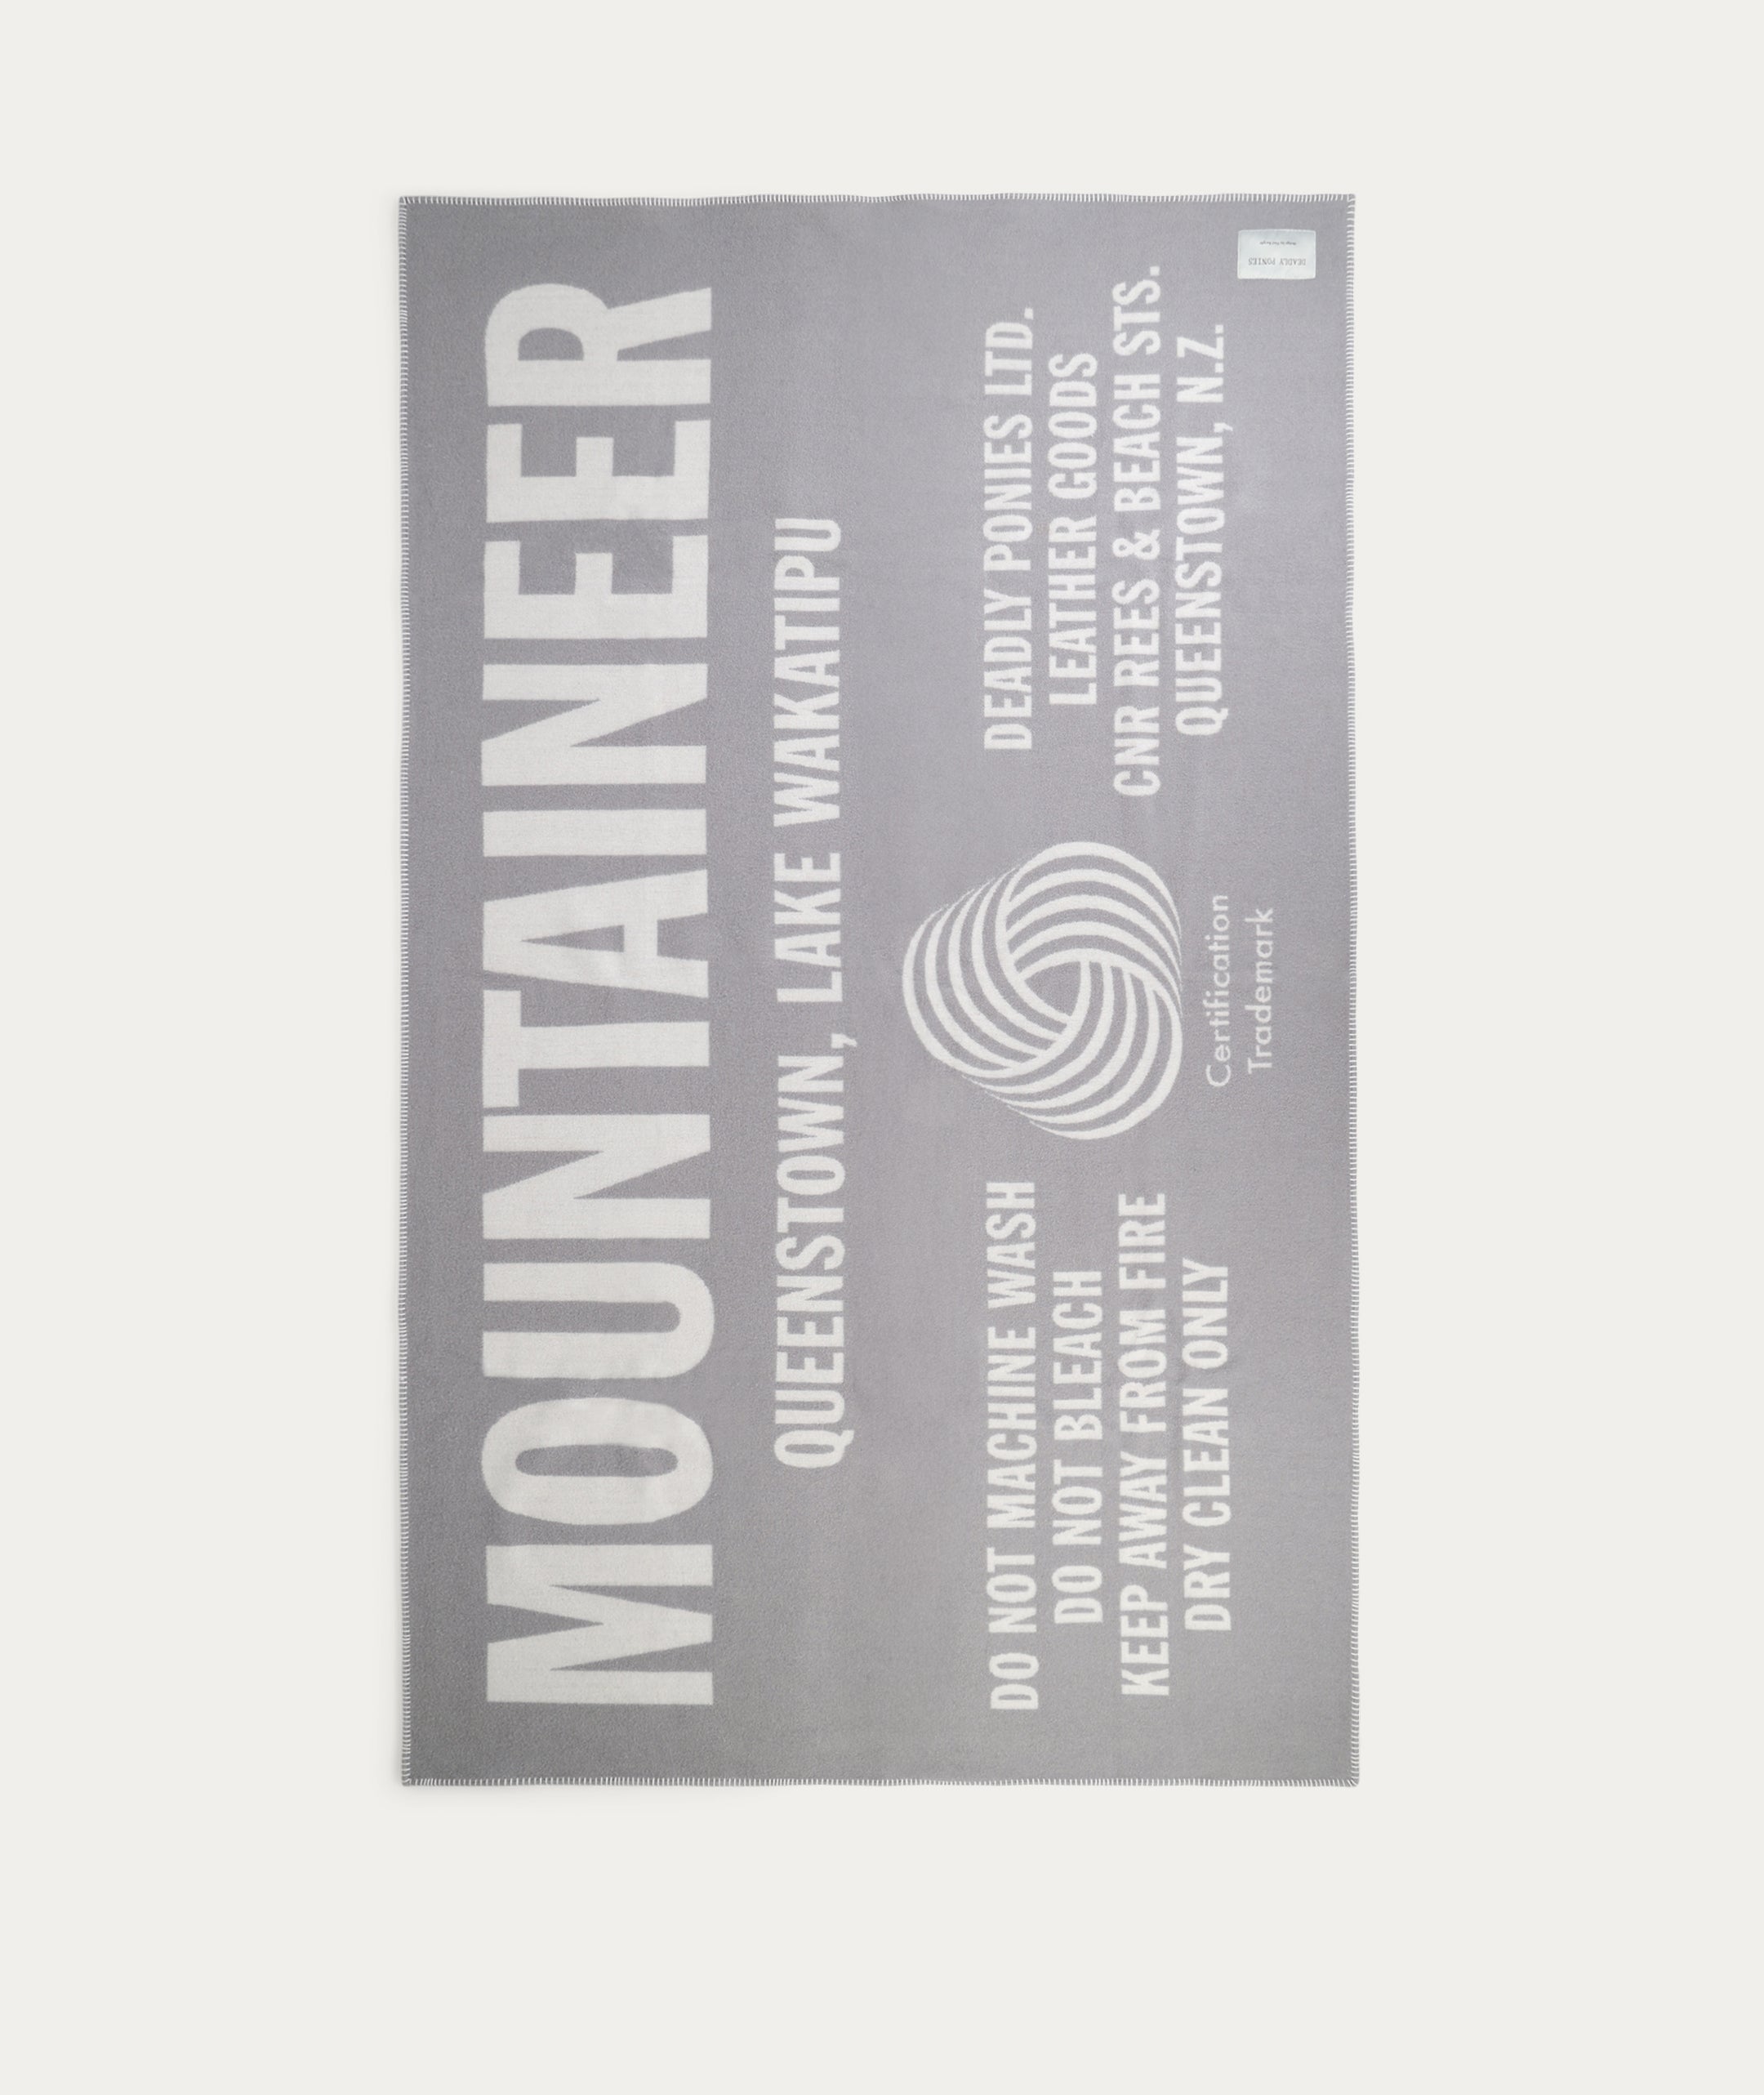 MOUNTAINEER
QUEENSTOWN, LAKE WAKATIPU
DO NOT MACHINE WASH
DO NOT BLEACH
KEEP AWAY FROM FIRE
DRY CLEAN ONLY
Certification
Trademark
DEADLY PONIES LTD.
LEATHER GOODS
CNR REES & BEACH STS.
QUEENSTOWN, N.Z.
DEADLY PONIES